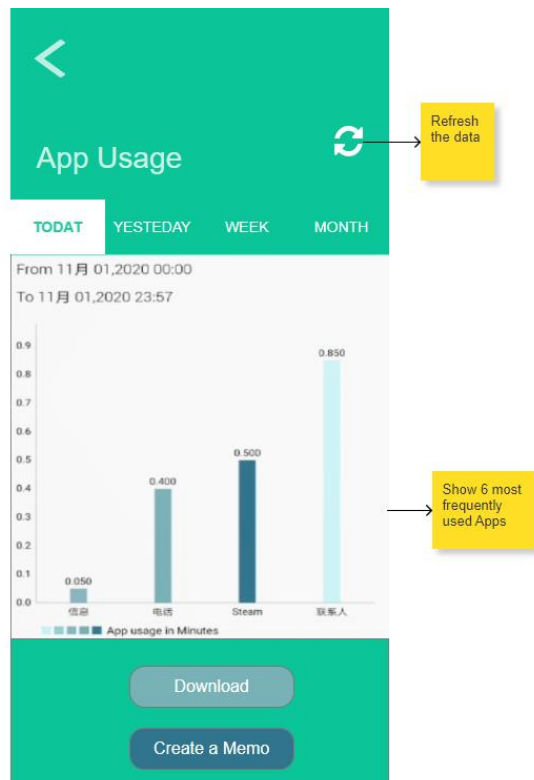 Refresh
the data
App Usage
TODAT YESTEDAY WEEK MONTH
From 11月 01,2020 00:00
To 11月 01,2020 23:57
0.9
0.850
0.8
0.7
0.6
0.5
0.500
0.4
0.400
0.3
0.2
0.1
0.050
0.0
信息 电话 Steam 联系人
App usage in Minutes
Show 6 most
frequently
used Apps
Download
Create a Memo